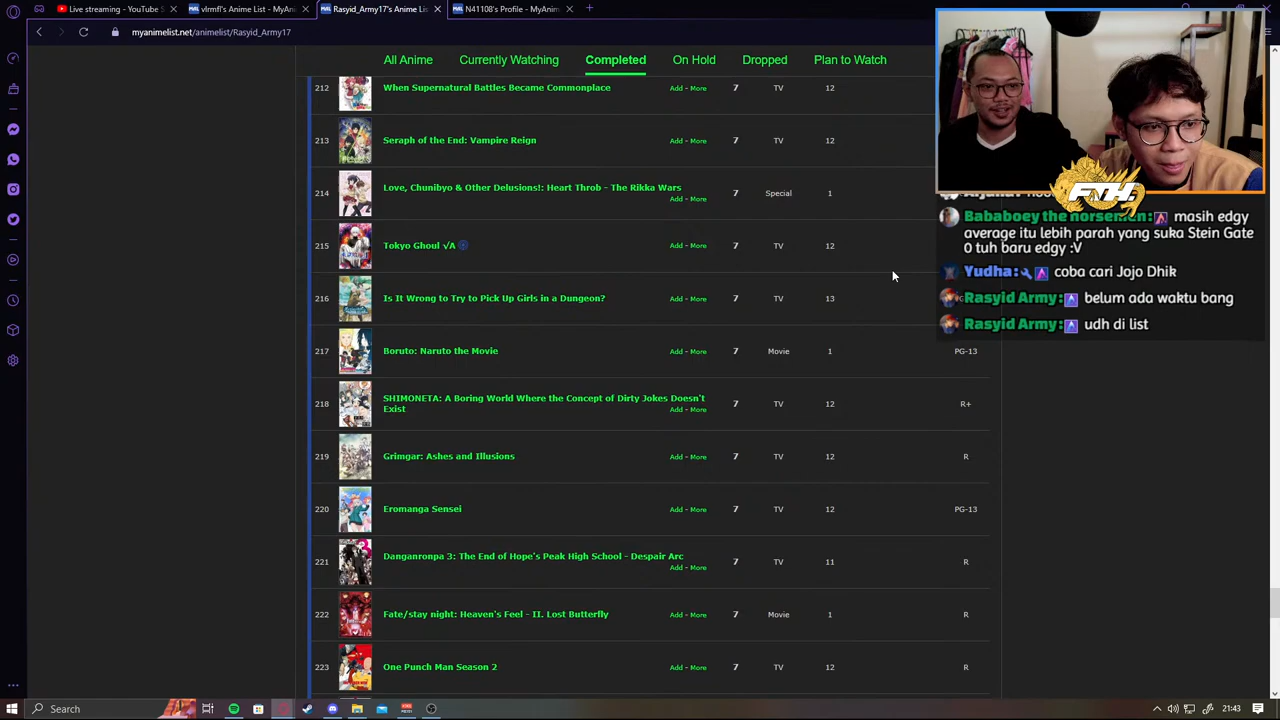 Live streaming - YouTube S
vlrmfl's Anime List - MyAni
Rasyid_Army17's Anime List
N41108's Profile - MyAnim
myanimelist.net/animelist/Rasyid_Army17
All Anime Currently Watching Completed On Hold Dropped Plan to Watch
212 When Supernatural Battles Became Commonplace Add - More 7 TV 12
213 Seraph of the End: Vampire Reign Add - More 7 TV 12
214 Love, Chunibyo & Other Delusions!: Heart Throb - The Rikka Wars Add - More 7 Special 1
215 Tokyo Ghoul √A Add - More 7 TV 12
216 Is It Wrong to Try to Pick Up Girls in a Dungeon? Add - More 7 TV 13
217 Boruto: Naruto the Movie Add - More 7 Movie 1 PG-13
218 SHIMONETA: A Boring World Where the Concept of Dirty Jokes Doesn't
Exist Add - More 7 TV 12 R+
219 Grimgar: Ashes and Illusions Add - More 7 TV 12 R
220 Eromanga Sensei Add - More 7 TV 12 PG-13
221 Danganronpa 3: The End of Hope's Peak High School - Despair Arc Add - More 7 TV 11 R
222 Fate/stay night: Heaven's Feel - II. Lost Butterfly Add - More 7 Movie 1 R
223 One Punch Man Season 2 Add - More 7 TV 12 R
FTH.
Bababoey the norsemen: masih edgy
average itu lebih parah yang suka Stein Gate
0 tuh baru edgy :V
Yudha: coba cari Jojo Dhik
Rasyid Army: belum ada waktu bang
Rasyid Army: udh di list
Search
21:43